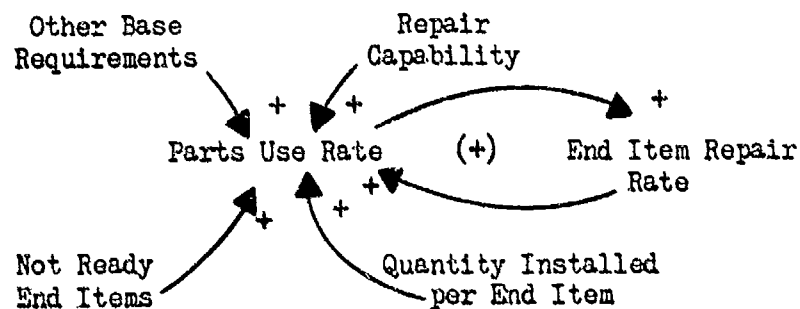 Other Base
Requirements
Repair
Capability
+ + +
Parts Use Rate (+) End Item Repair
Rate
+ + +
Not Ready
End Items
Quantity Installed
per End Item